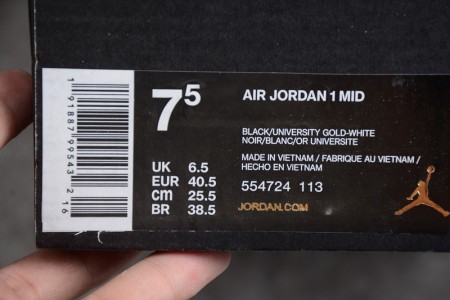 1 91887 99543 2 16
7 5
AIR JORDAN 1 MID
BLACK/UNIVERSITY GOLD-WHITE
NOIR/BLANC/OR UNIVERSITE
MADE IN VIETNAM / FABRIQUE AU VIETNAM /
HECHO EN VIETNAM
UK 6.5
EUR 40.5
cm 25.5
BR 38.5
554724 113
JORDAN.COM